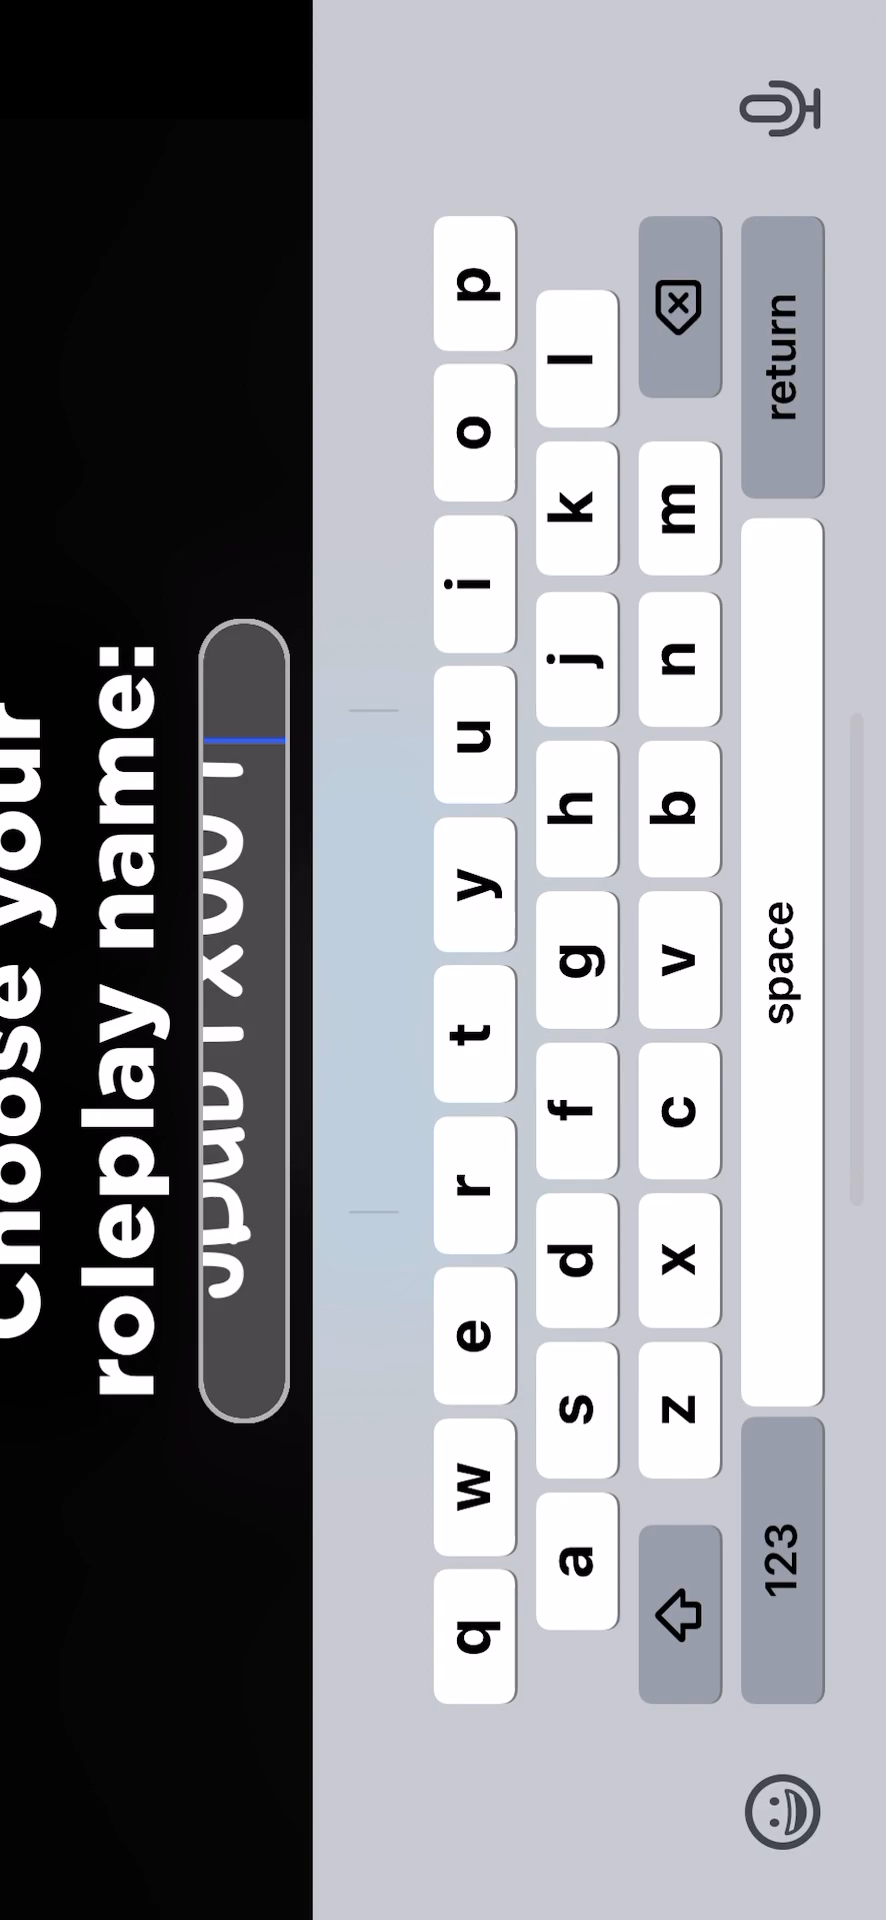 Choose your
roleplay name:
q w e r t y u i o p
a s d f g h j k l
z x c v b n m
123 space return